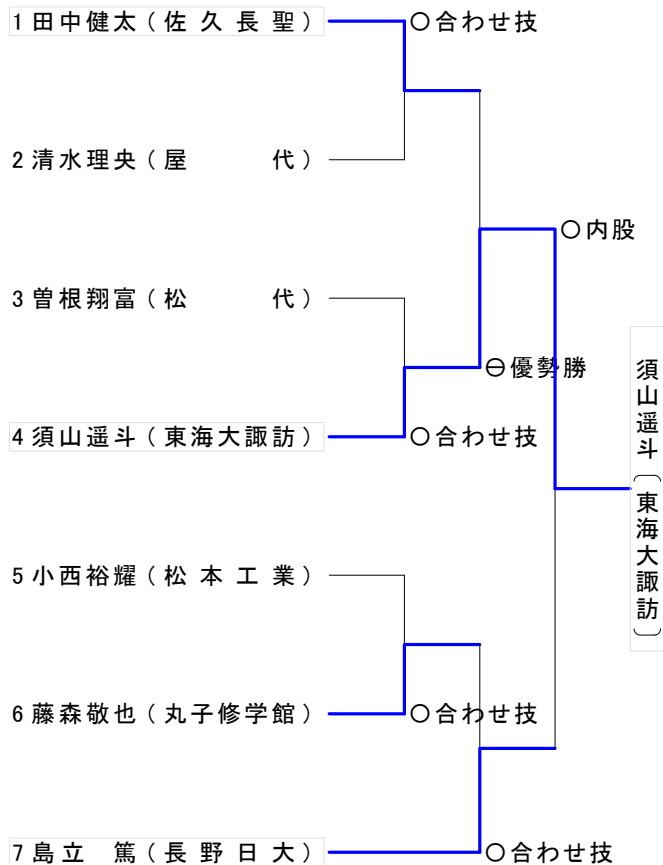 1 田中健太 (佐久長聖)
○合わせ技
2 清水理央 (屋　　代)
○内股
3 曽根翔富 (松　　代)
⊖優勢勝
4 須山遥斗 (東海大諏訪)
○合わせ技
須山遥斗 (東海大諏訪)
5 小西裕耀 (松本工業)
6 藤森敬也 (丸子修学館)
○合わせ技
7 島立　篤 (長野日大)
○合わせ技